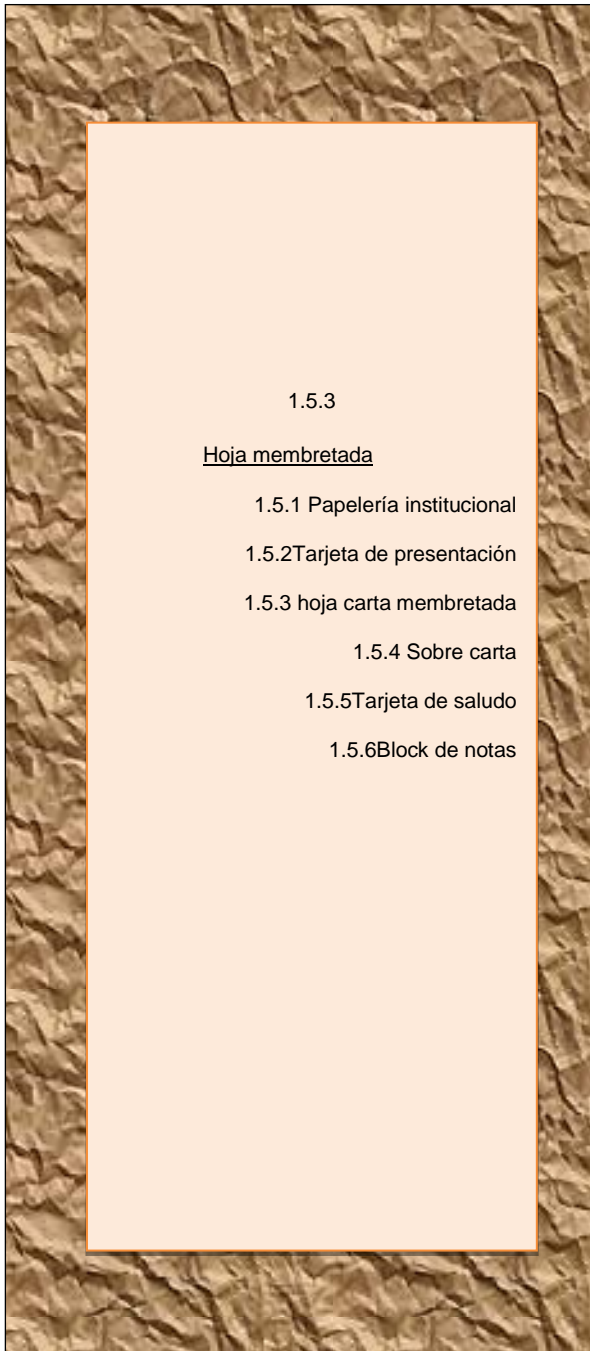 1.5.3
Hoja membretada
1.5.1 Papelería institucional
1.5.2Tarjeta de presentación
1.5.3 hoja carta membretada
1.5.4 Sobre carta
1.5.5Tarjeta de saludo
1.5.6Block de notas